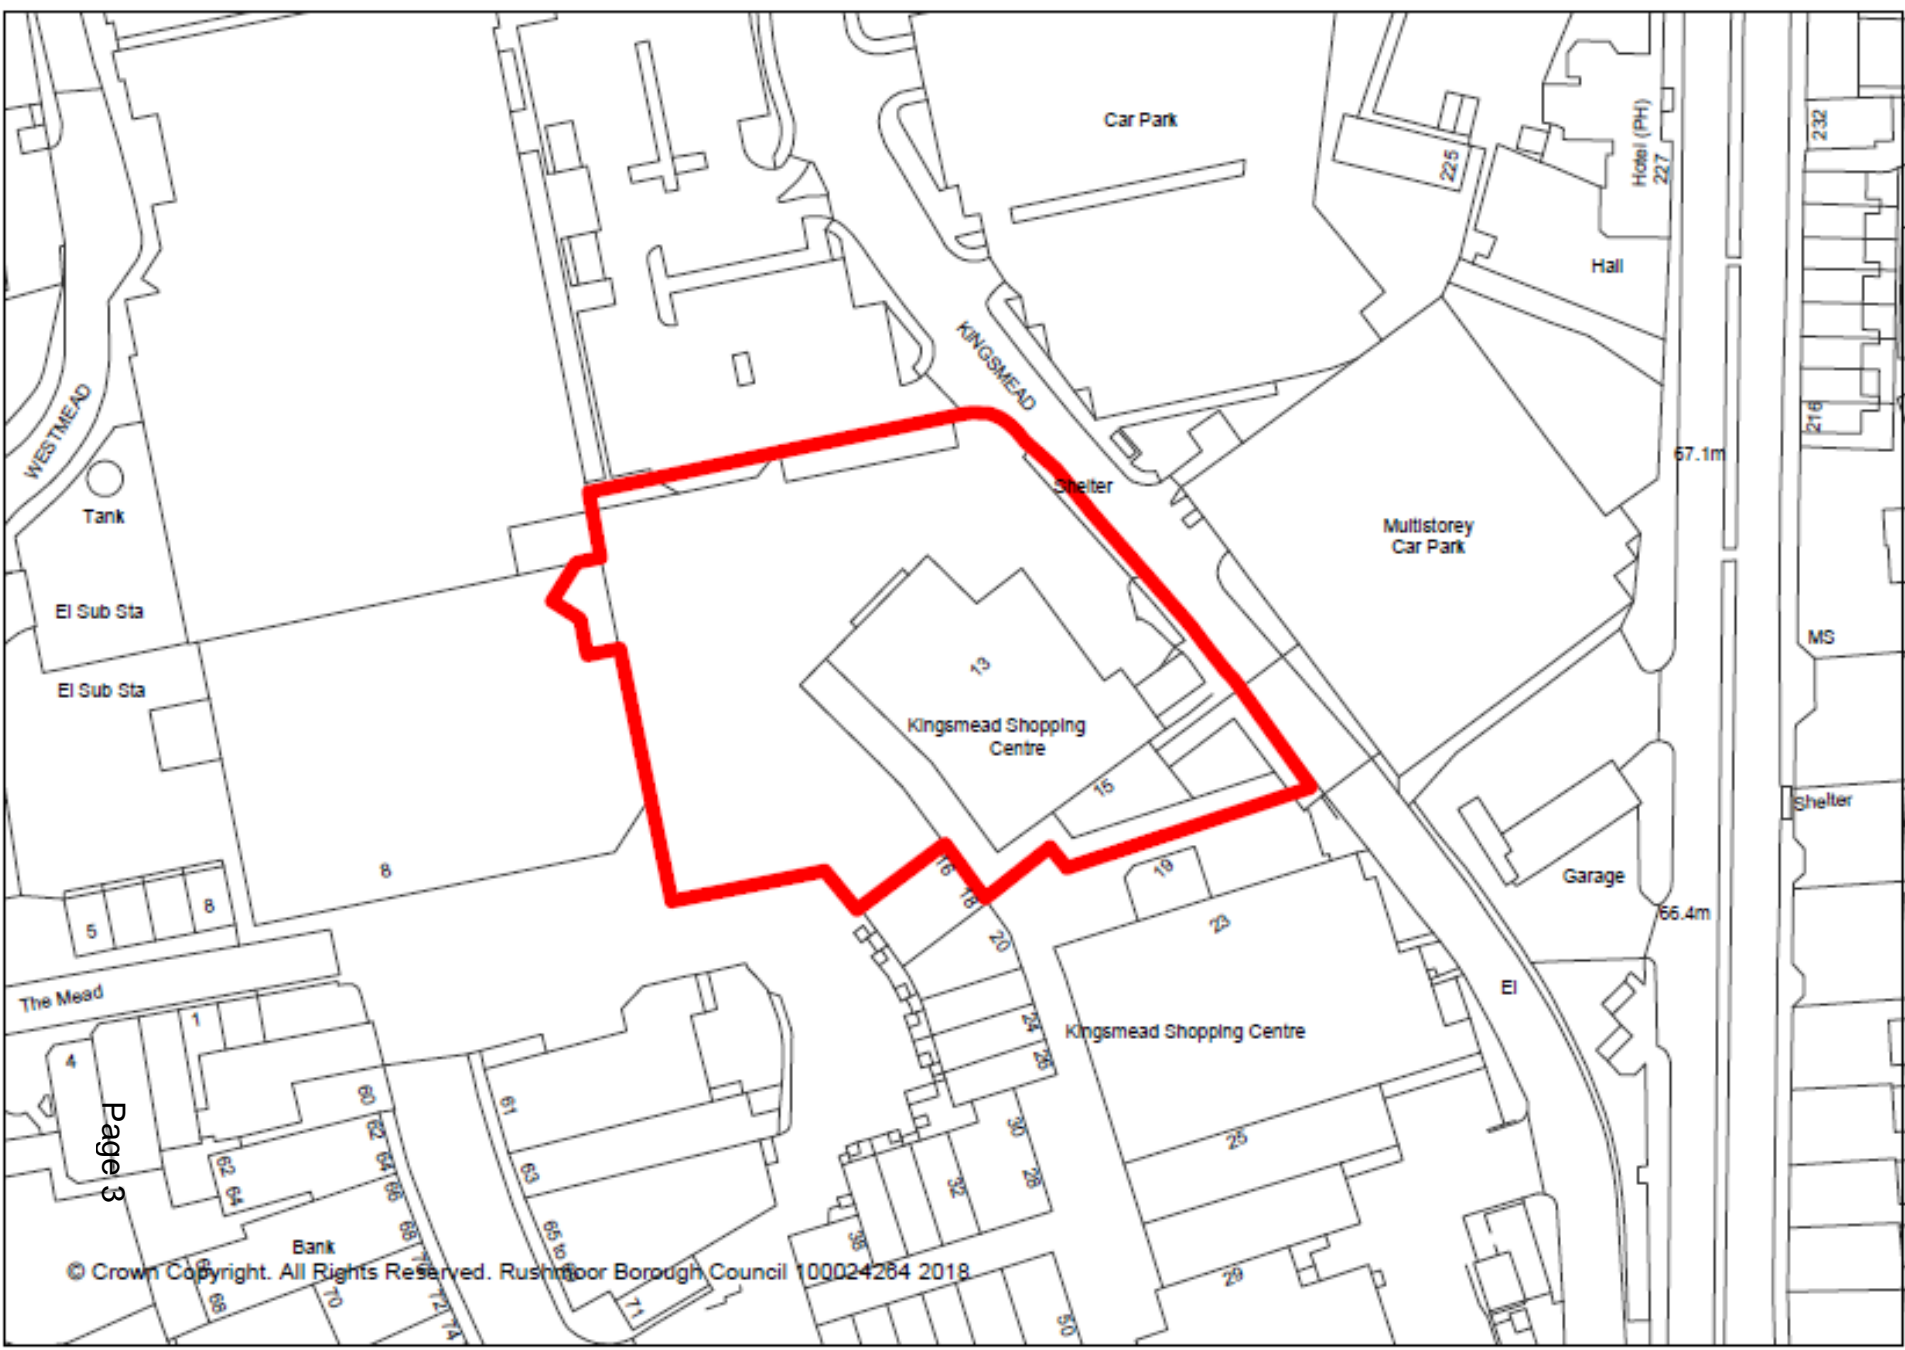 Car Park
232
Hotel (PH)
227
225
Hall
KINGSMEAD
WESTMEAD
216
67.1m
Shelter
Tank
Multistorey
Car Park
El Sub Sta
MS
13
El Sub Sta
Kingsmead Shopping
Centre
15
Shelter
8
16
19
Garage
18
8
5
23
66.4m
20
El
The Mead
1
24
Kingsmead Shopping Centre
26
4
60
61
Page 3
62
30
25
64
62
63
64
66
32
28
68
65 to
38
Bank
© Crown Copyright. All Rights Reserved. Rushmoor Borough Council 100024264 2018
29
68
70
72
71
74
50